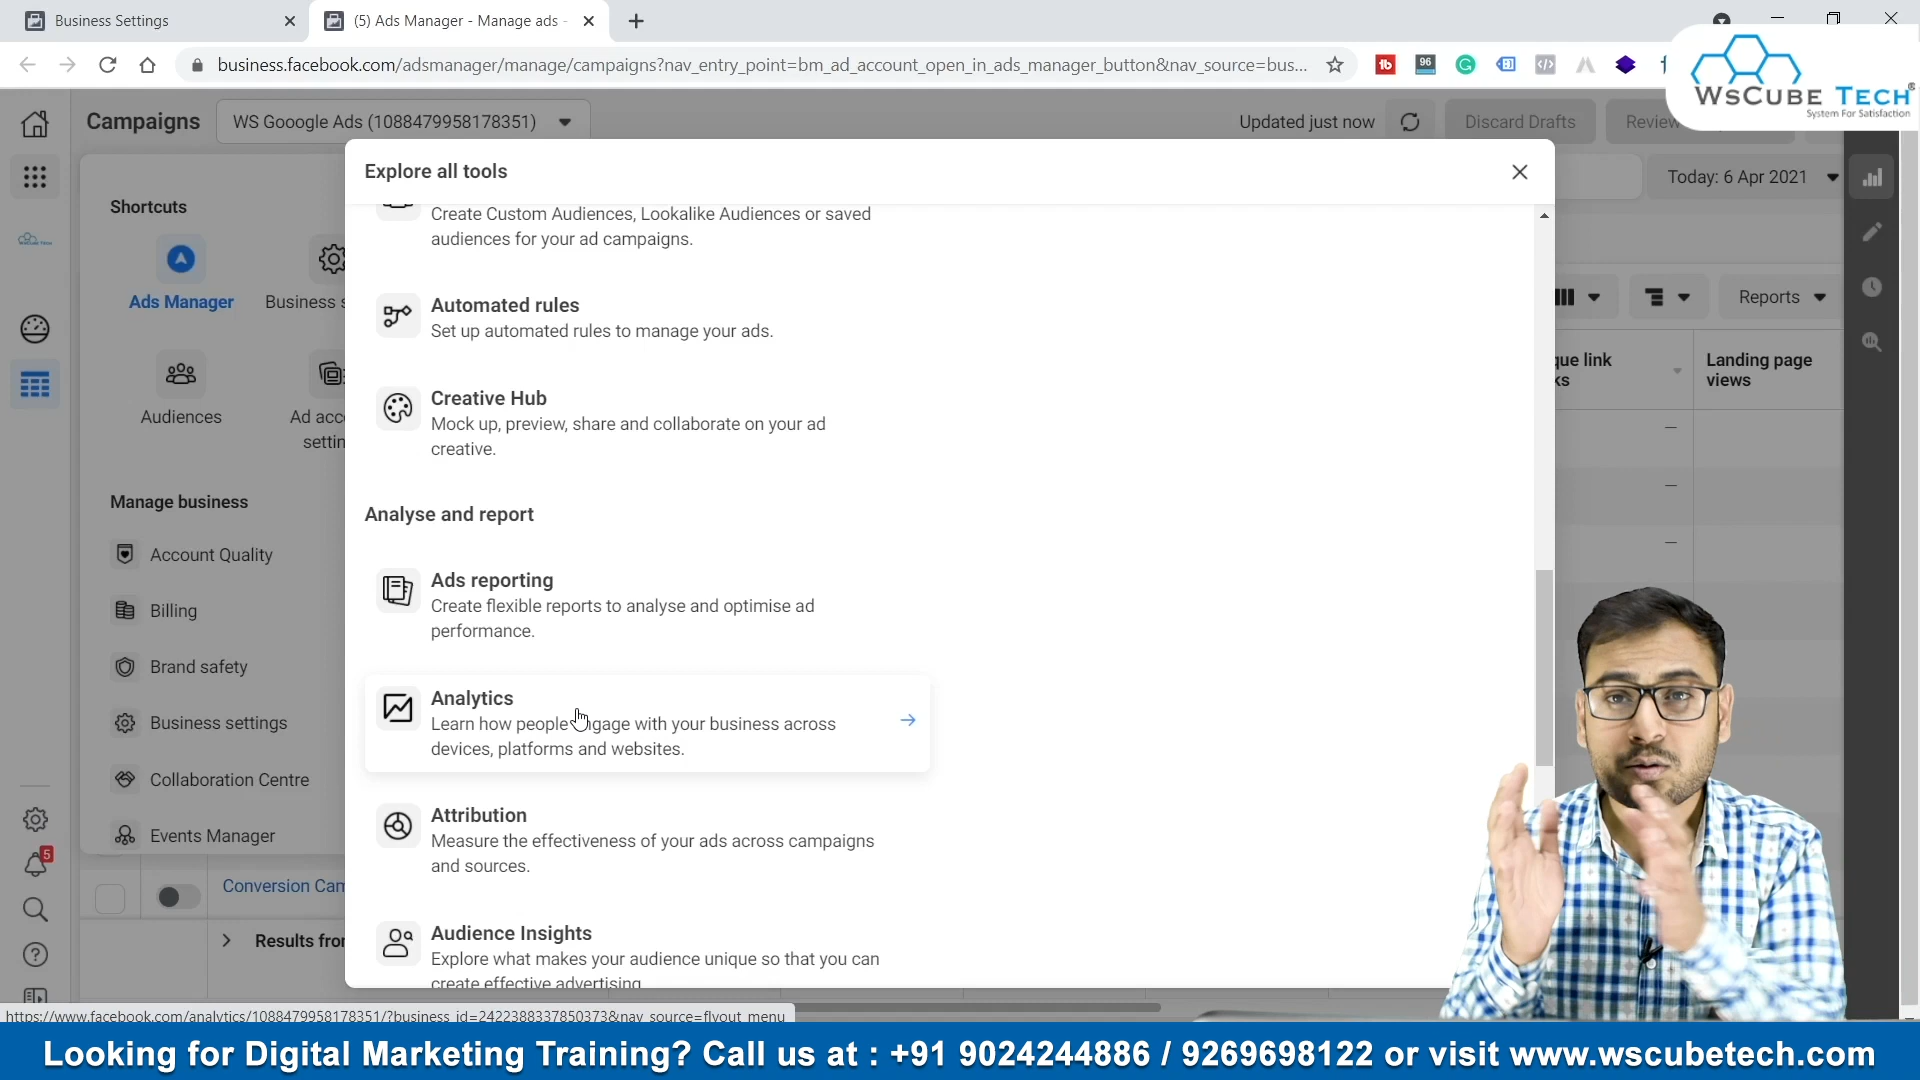 Business Settings
(5) Ads Manager - Manage ads -
business.facebook.com/adsmanager/manage/campaigns?nav_entry_point=bm_ad_account_open_in_ads_manager_button&nav_source=bus...
96
WsCube Tech®
System For Satisfaction
Campaigns
WS Gooogle Ads (1088479958178351)
Updated just now
Discard Drafts
Review
Today: 6 Apr 2021
Explore all tools
Shortcuts
Ads Manager
Business s
Audiences
Ad acc
settin
Manage business
Account Quality
Billing
Brand safety
Business settings
Collaboration Centre
Events Manager
5
Conversion Cam
Results from
Create Custom Audiences, Lookalike Audiences or saved
audiences for your ad campaigns.
Automated rules
Set up automated rules to manage your ads.
Creative Hub
Mock up, preview, share and collaborate on your ad
creative.
Analyse and report
Ads reporting
Create flexible reports to analyse and optimise ad
performance.
Analytics
Learn how people engage with your business across
devices, platforms and websites.
Attribution
Measure the effectiveness of your ads across campaigns
and sources.
Audience Insights
Explore what makes your audience unique so that you can
create effective advertising
Reports
que link
ks
Landing page
views
https://www.facebook.com/analytics/1088479958178351/?business_id=242238833785037&nav_source=flyout_menu
Looking for Digital Marketing Training? Call us at : +91 9024244886 / 9269698122 or visit www.wscubetech.com